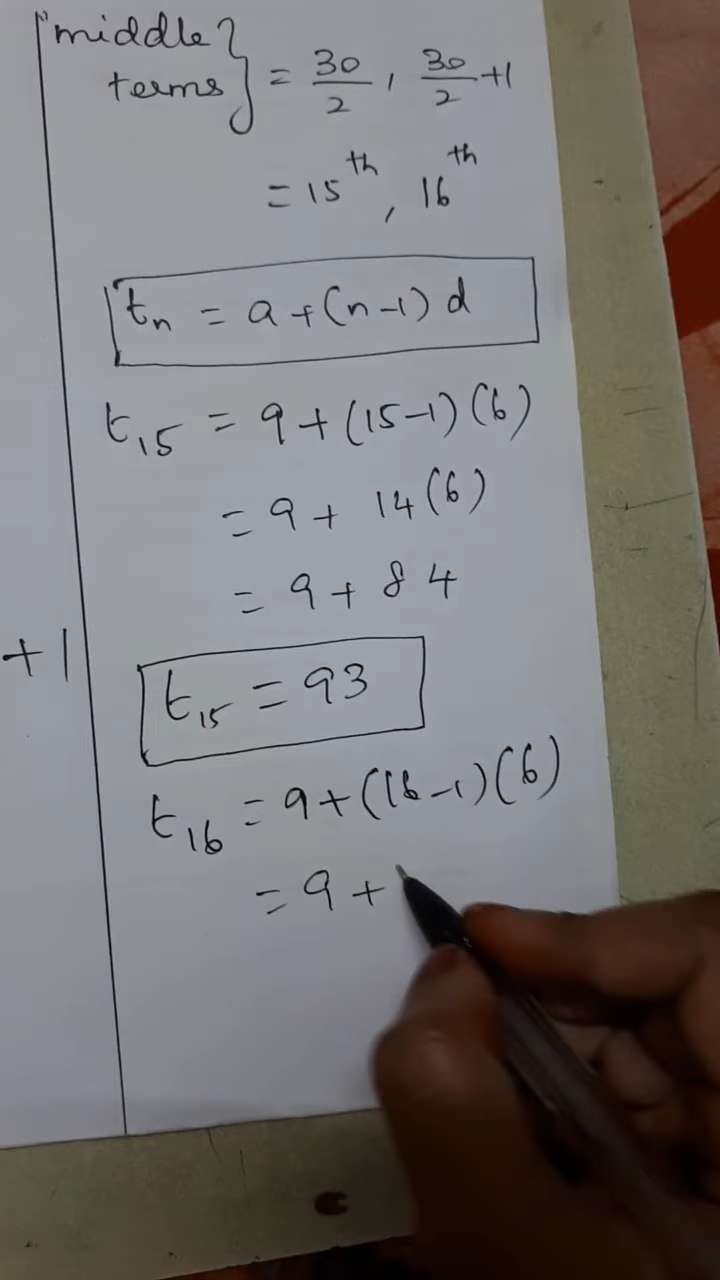 middle
terms } = 30/2 , 30/2 +1
= 15th , 16th
tn = a+(n-1) d
t15 = 9+(15-1)(6)
= 9+ 14(6)
= 9+ 84
+1
t15 = 93
t16 = 9+(16-1)(6)
= 9+